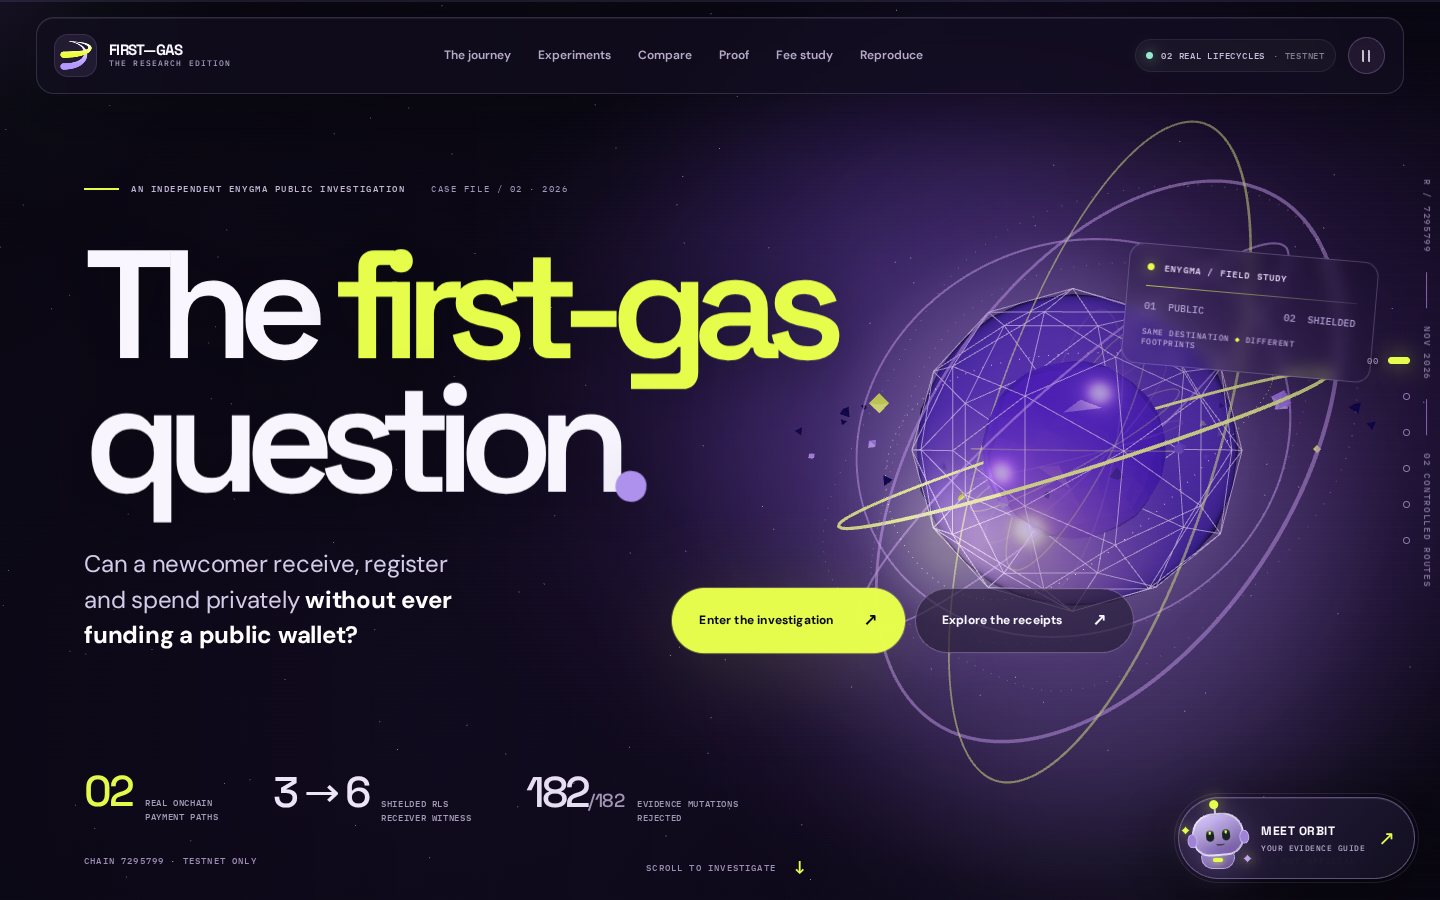 FIRST—GAS
THE RESEARCH EDITION
The journey
Experiments
Compare
Proof
Fee study
Reproduce
02 REAL LIFECYCLES · TESTNET
AN INDEPENDENT ENYGMA PUBLIC INVESTIGATION
CASE FILE / 02 · 2026
The first-gas
question.
ENYGMA / FIELD STUDY
01 PUBLIC
02 SHIELDED
SAME DESTINATION ◆ DIFFERENT
FOOTPRINTS
R / 7295799
NOV 2026
02 CONTROLLED ROUTES
00
Can a newcomer receive, register
and spend privately without ever
funding a public wallet?
Enter the investigation ↗
Explore the receipts ↗
02
REAL ONCHAIN
PAYMENT PATHS
3→6
SHIELDED RLS
RECEIVER WITNESS
182/182
EVIDENCE MUTATIONS
REJECTED
CHAIN 7295799 · TESTNET ONLY
SCROLL TO INVESTIGATE ↓
MEET ORBIT
YOUR EVIDENCE GUIDE ↗